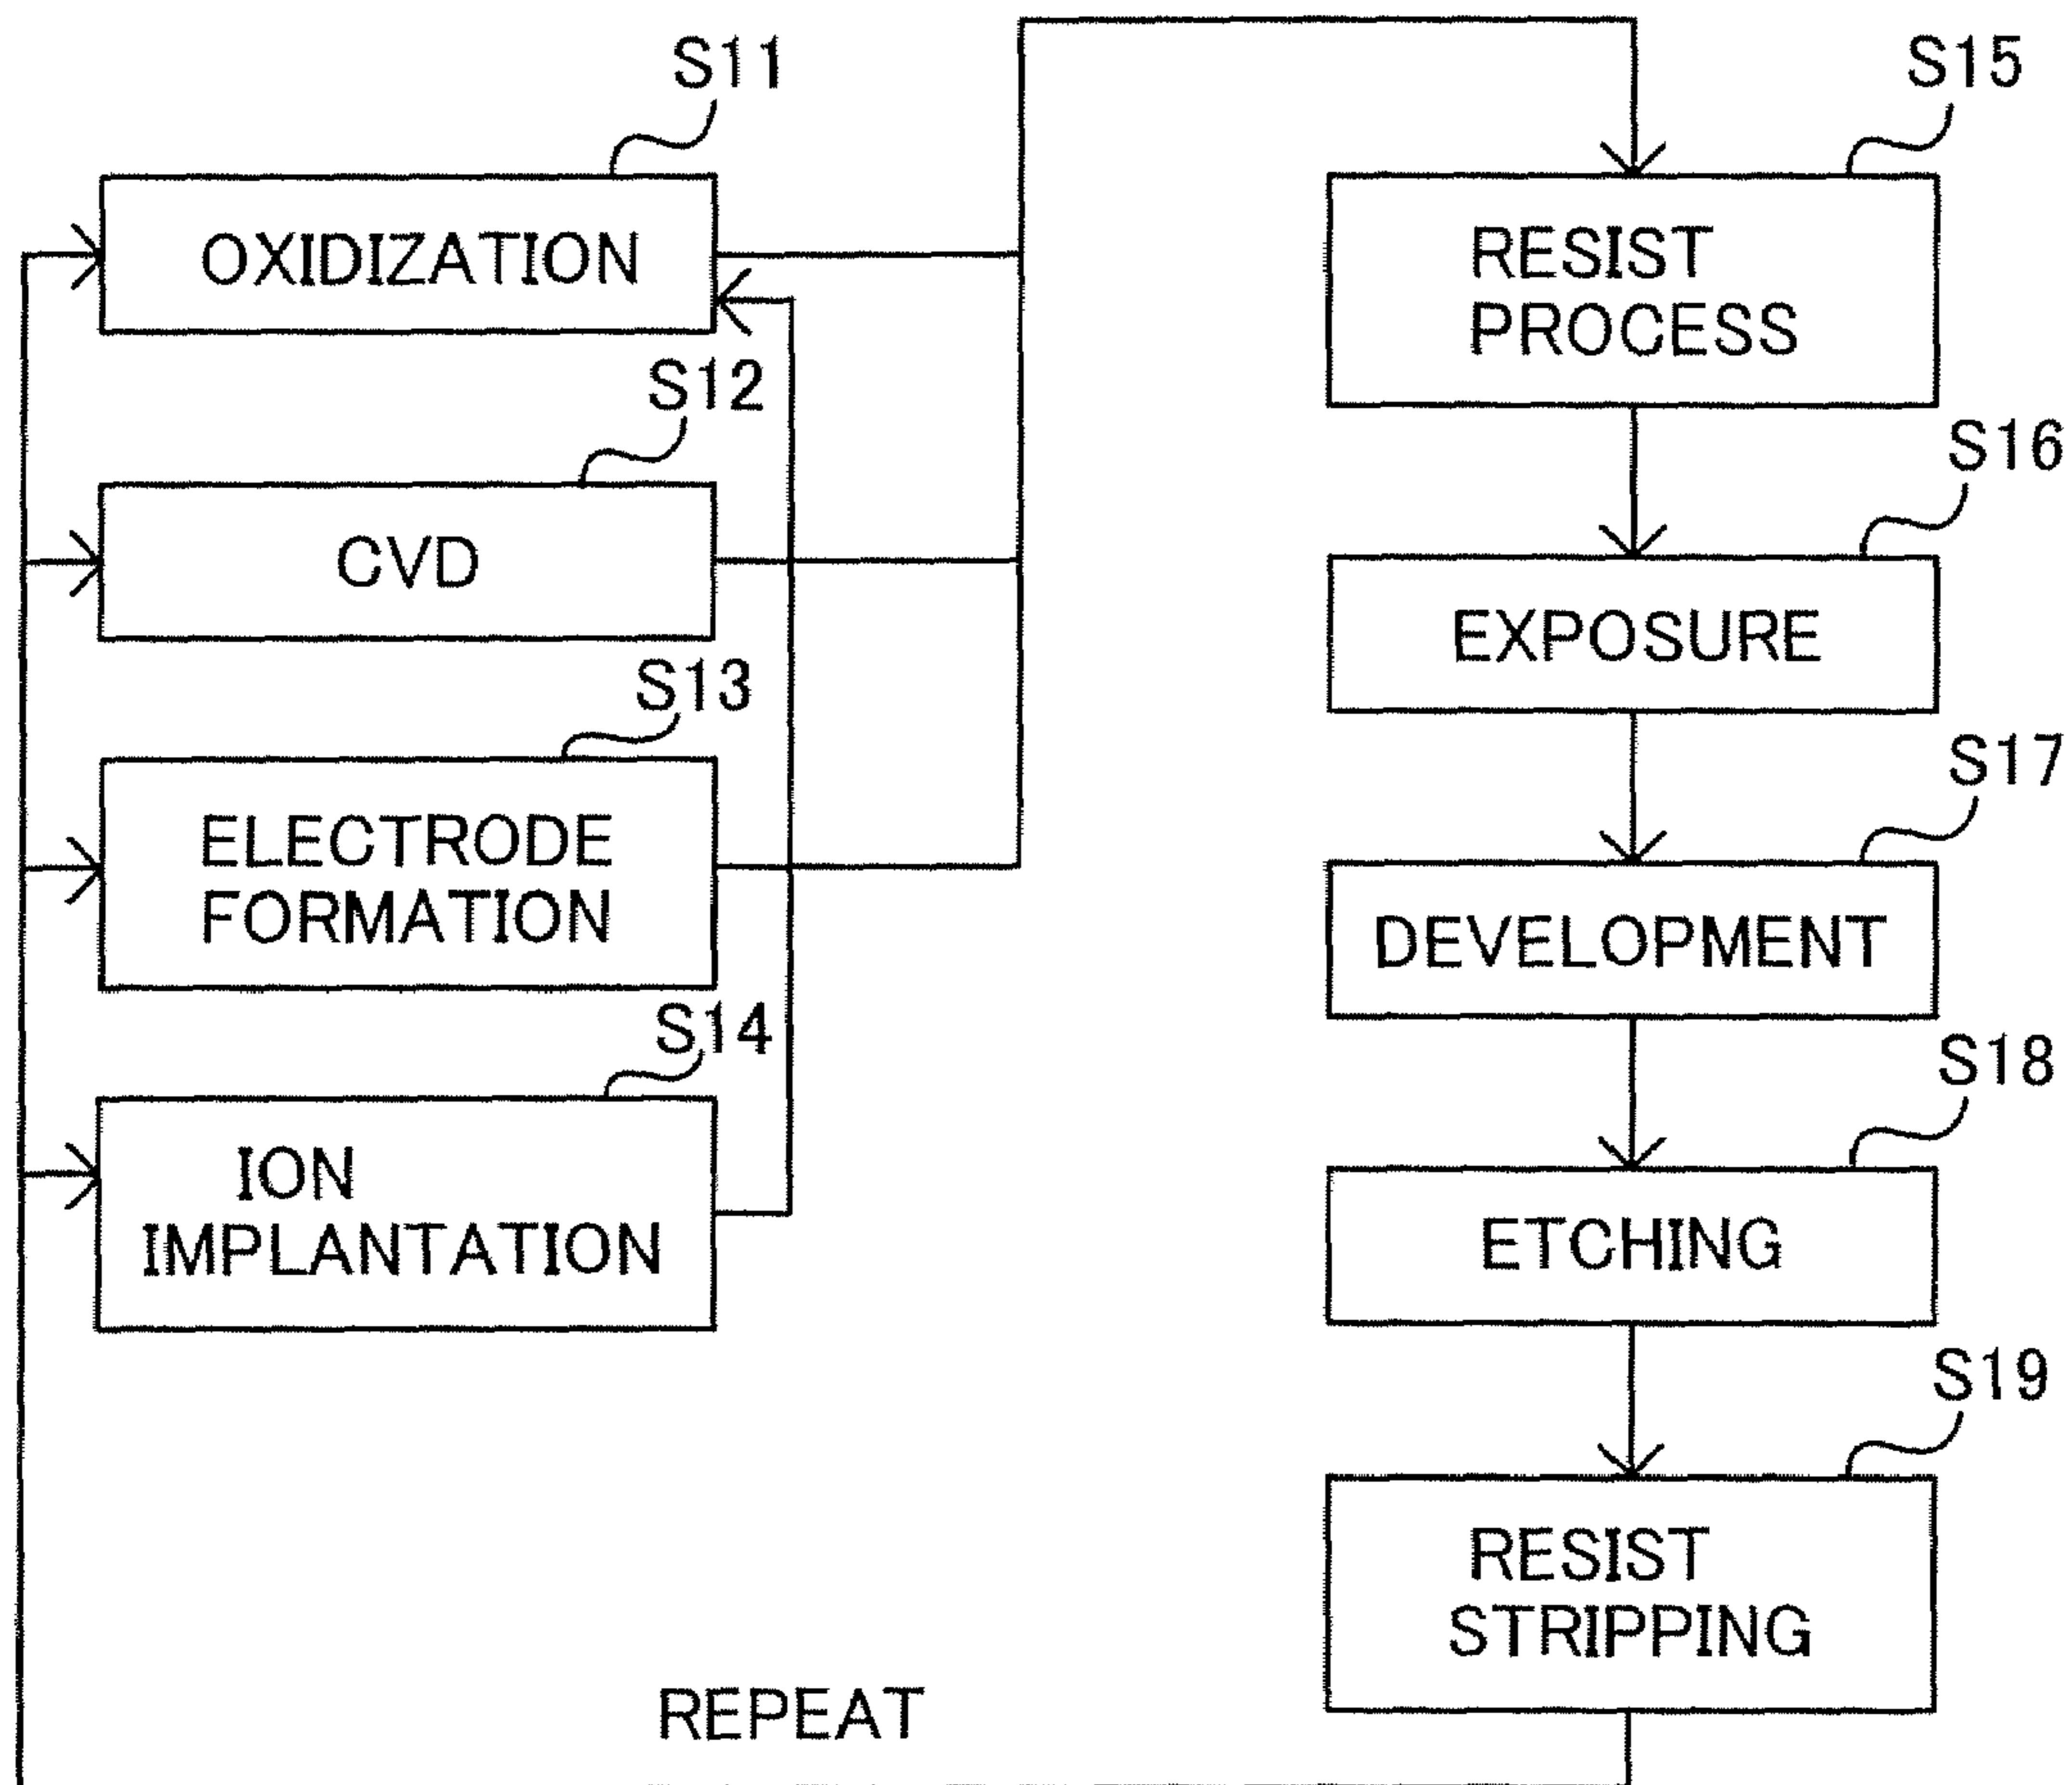 S11
OXIDIZATION
S12
CVD
S13
ELECTRODE
FORMATION
S14
ION
IMPLANTATION
S15
RESIST
PROCESS
S16
EXPOSURE
S17
DEVELOPMENT
S18
ETCHING
S19
RESIST
STRIPPING
REPEAT